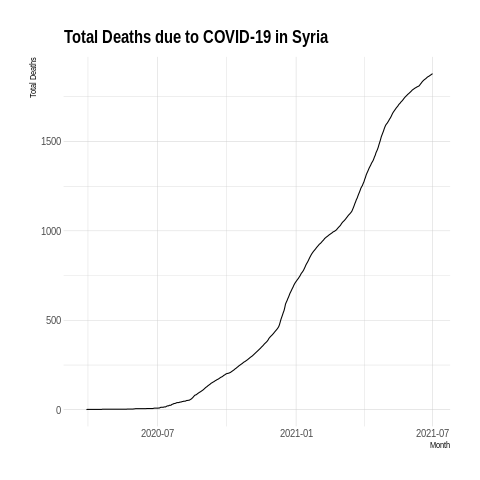 Total Deaths due to COVID-19 in Syria
Total Deaths
1500
1000
500
0
2020-07
2021-01
2021-07
Month